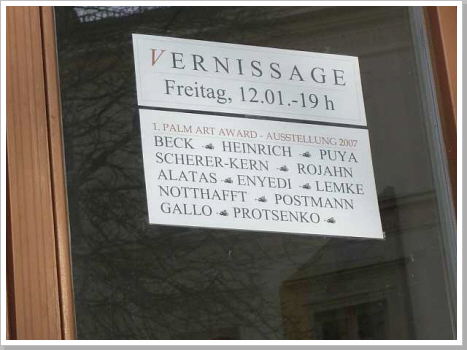 VERNISSAGE
Freitag, 12.01.-19 h
1. PALM ART AWARD - AUSSTELLUNG 2007
BECK HEINRICH PUYA
SCHERER-KERN ROJAHN
ALATAS ENYEDI LEMKE
NOTTHAFFT POSTMANN
GALLO PROTSENKO